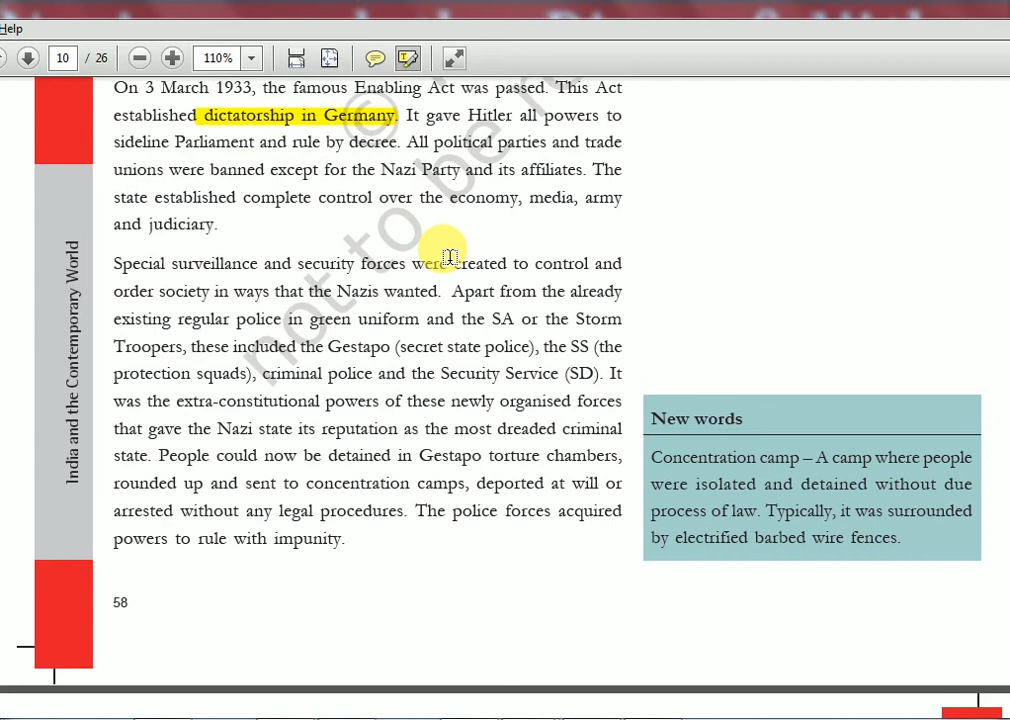 Help
10 / 26
110%
On 3 March 1933, the famous Enabling Act was passed. This Act
established dictatorship in Germany. It gave Hitler all powers to
sideline Parliament and rule by decree. All political parties and trade
unions were banned except for the Nazi Party and its affiliates. The
state established complete control over the economy, media, army
and judiciary.
Special surveillance and security forces were created to control and
order society in ways that the Nazis wanted. Apart from the already
existing regular police in green uniform and the SA or the Storm
Troopers, these included the Gestapo (secret state police), the SS (the
protection squads), criminal police and the Security Service (SD). It
was the extra-constitutional powers of these newly organised forces
that gave the Nazi state its reputation as the most dreaded criminal
state. People could now be detained in Gestapo torture chambers,
rounded up and sent to concentration camps, deported at will or
arrested without any legal procedures. The police forces acquired
powers to rule with impunity.
58
India and the Contemporary World
New words
Concentration camp – A camp where people
were isolated and detained without due
process of law. Typically, it was surrounded
by electrified barbed wire fences.
©
not to be